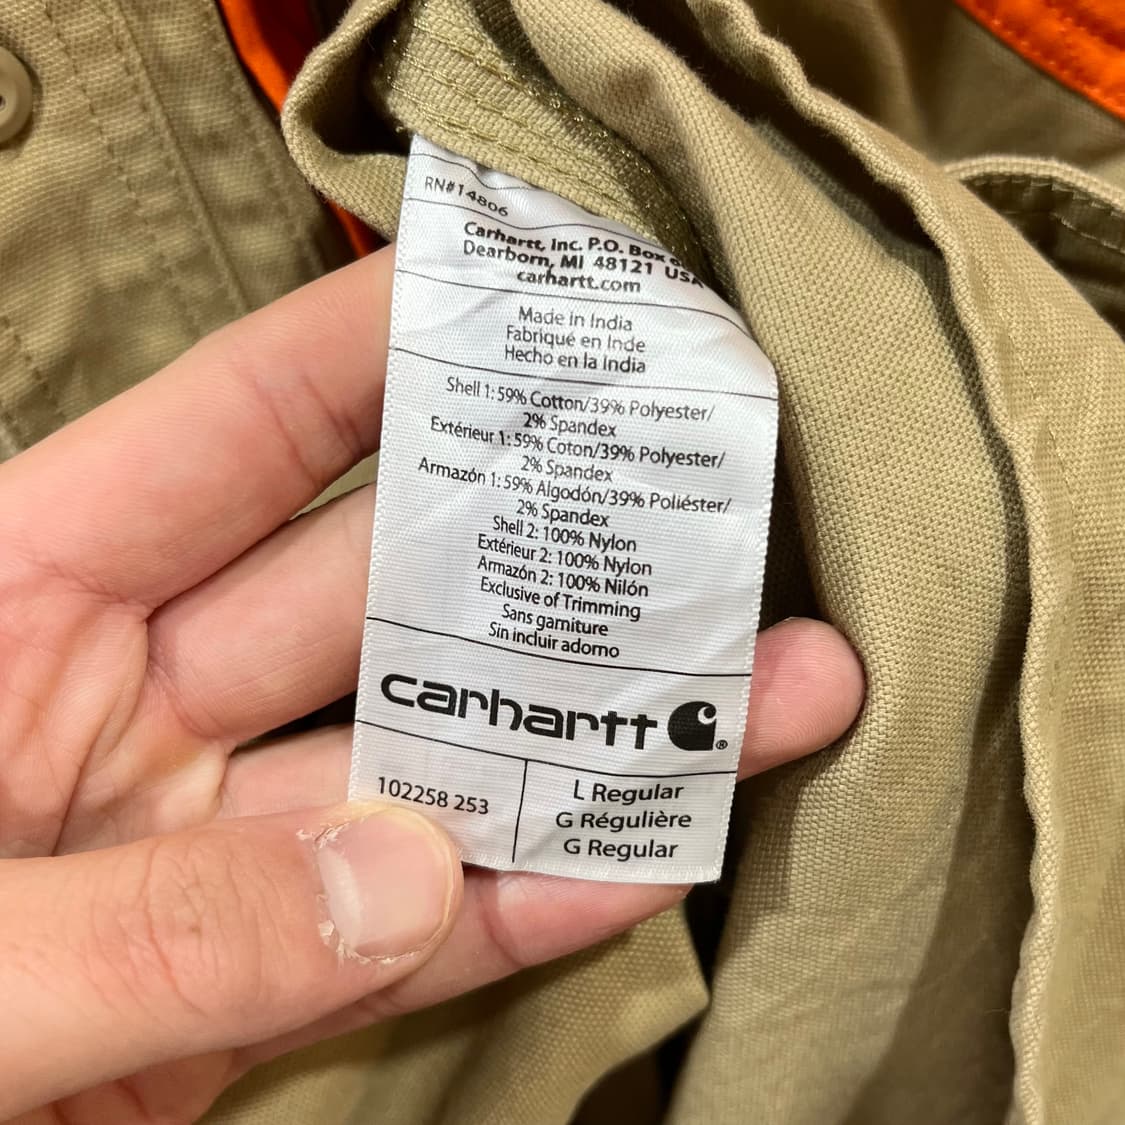 RN#14806
Carhartt, Inc. P.O. Box
Dearborn, MI 48121 USA
carhartt.com
Made in India
Fabriqué en Inde
Hecho en la India
Shell 1: 59% Cotton/39% Polyester/
2% Spandex
Extérieur 1: 59% Coton/39% Polyester/
2% Spandex
Armazón 1: 59% Algodón/39% Poliéster/
2% Spandex
Shell 2: 100% Nylon
Extérieur 2: 100% Nylon
Armazón 2: 100% Nilón
Exclusive of Trimming
Sans garniture
Sin incluir adorno
carhartt ®
102258 253
L Regular
G Régulière
G Regular